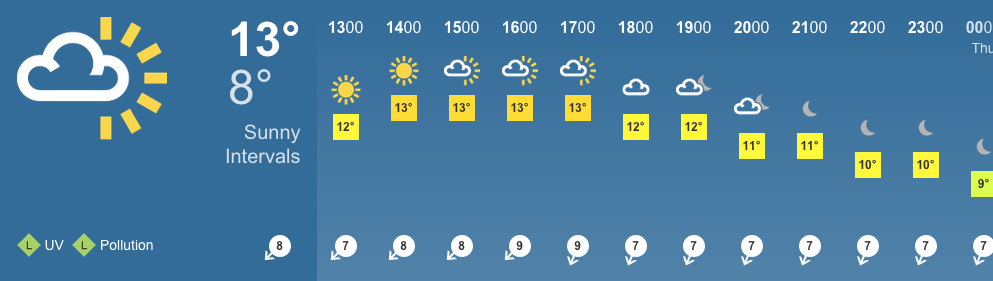 13°
8°
Sunny
Intervals
L UV L Pollution
8
1300 1400 1500 1600 1700 1800 1900 2000 2100 2200 2300 000
Thu
12° 13° 13° 13° 13° 12° 12° 11° 11° 10° 10° 9°
7 8 8 9 9 7 7 7 7 7 7 7